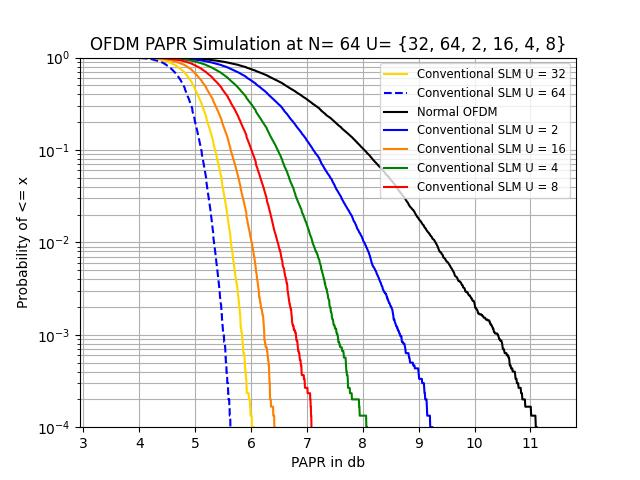 OFDM PAPR Simulation at N= 64 U= {32, 64, 2, 16, 4, 8}
Probability of <= x
10⁰
10⁻¹
10⁻²
10⁻³
10⁻⁴
Conventional SLM U = 32
Conventional SLM U = 64
Normal OFDM
Conventional SLM U = 2
Conventional SLM U = 16
Conventional SLM U = 4
Conventional SLM U = 8
3 4 5 6 7 8 9 10 11
PAPR in db